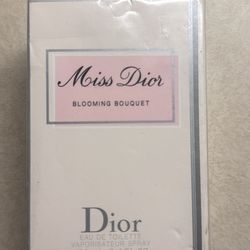 Miss Dior
BLOOMING BOUQUET
Dior
EAU DE TOILETTE
VAPORISATEUR SPRAY